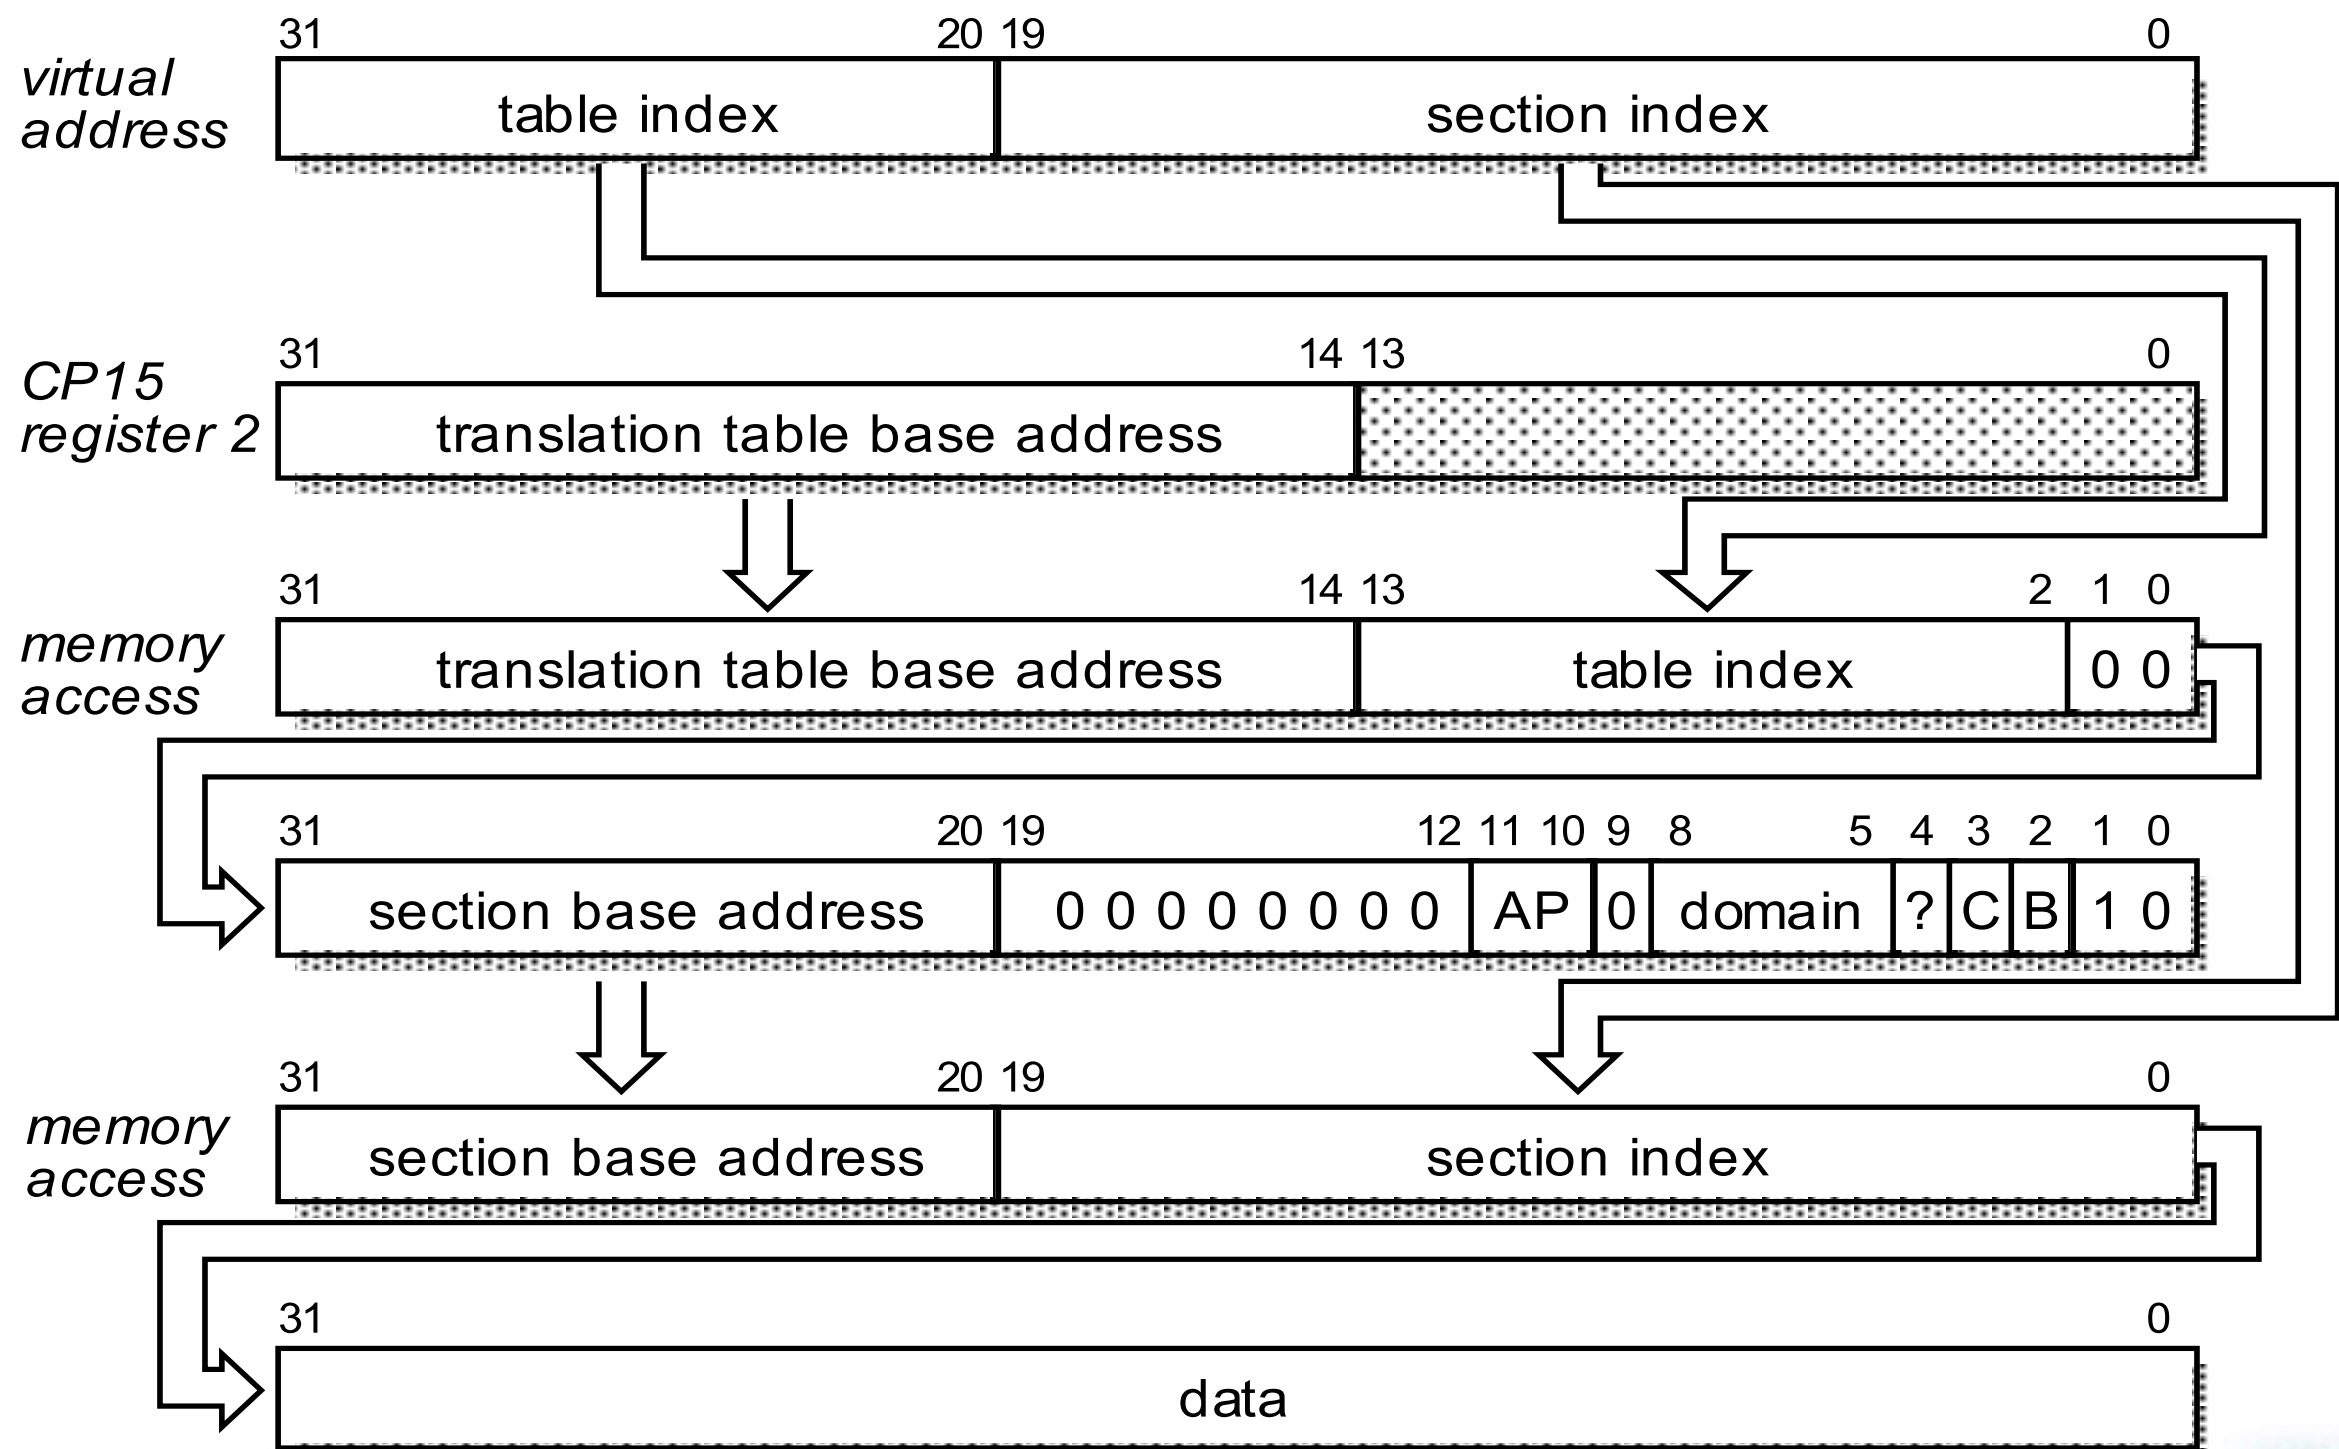 31 20 19 0
virtual
address
table index section index
31 14 13 0
CP15
register 2
translation table base address
31 14 13 2 1 0
memory
access
translation table base address table index 0 0
31 20 19 12 11 10 9 8 5 4 3 2 1 0
section base address 0 0 0 0 0 0 0 0 AP 0 domain ? C B 1 0
31 20 19 0
memory
access
section base address section index
31 0
data